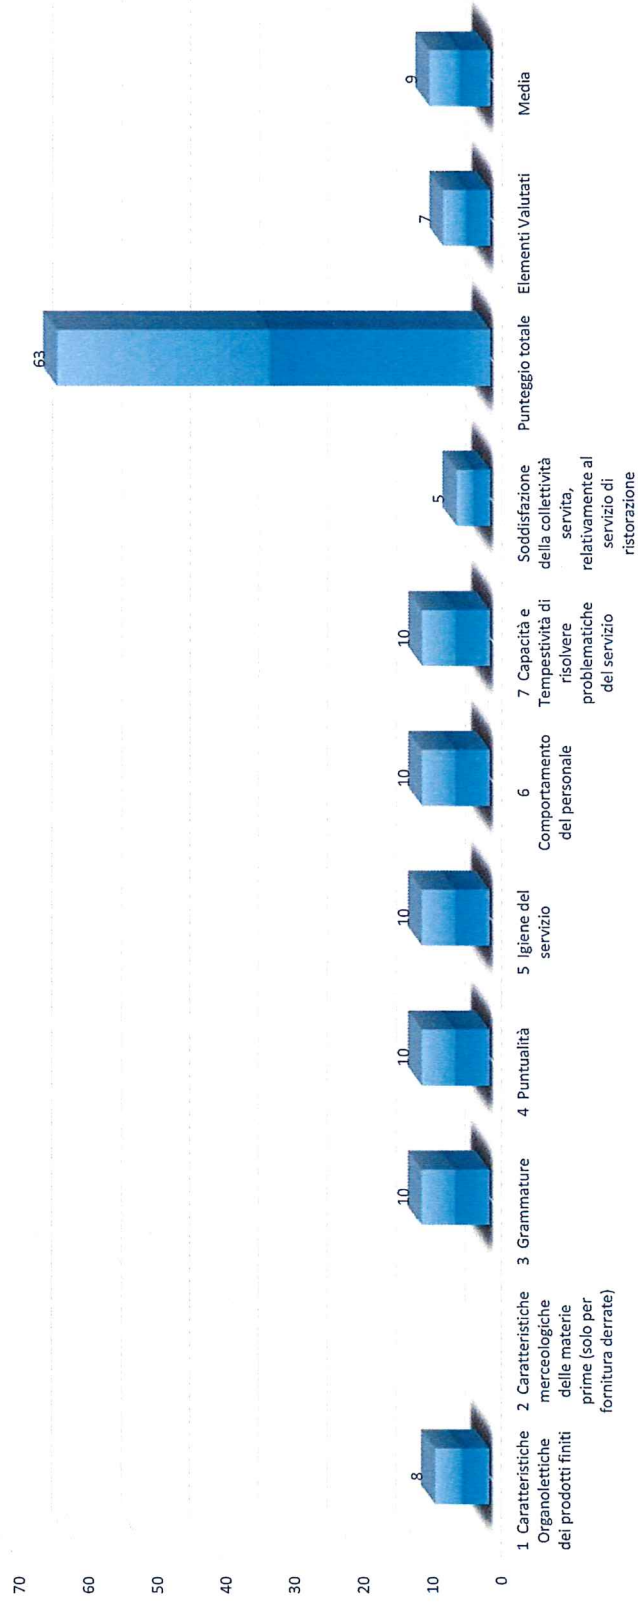 70
60
50
40
30
20
10
0
8
10
10
10
10
10
5
63
7
9
1 Caratteristiche
Organolettiche
dei prodotti finiti
2 Caratteristiche
merceologiche
delle materie
prime (solo per
fornitura derrate)
3 Grammature
4 Puntualità
5 Igiene del
servizio
6
Comportamento
del personale
7 Capacità e
Tempestività di
risolvere
problematiche
del servizio
Soddisfazione
della collettività
servita,
relativamente al
servizio di
ristorazione
Punteggio totale
Elementi Valutati
Media